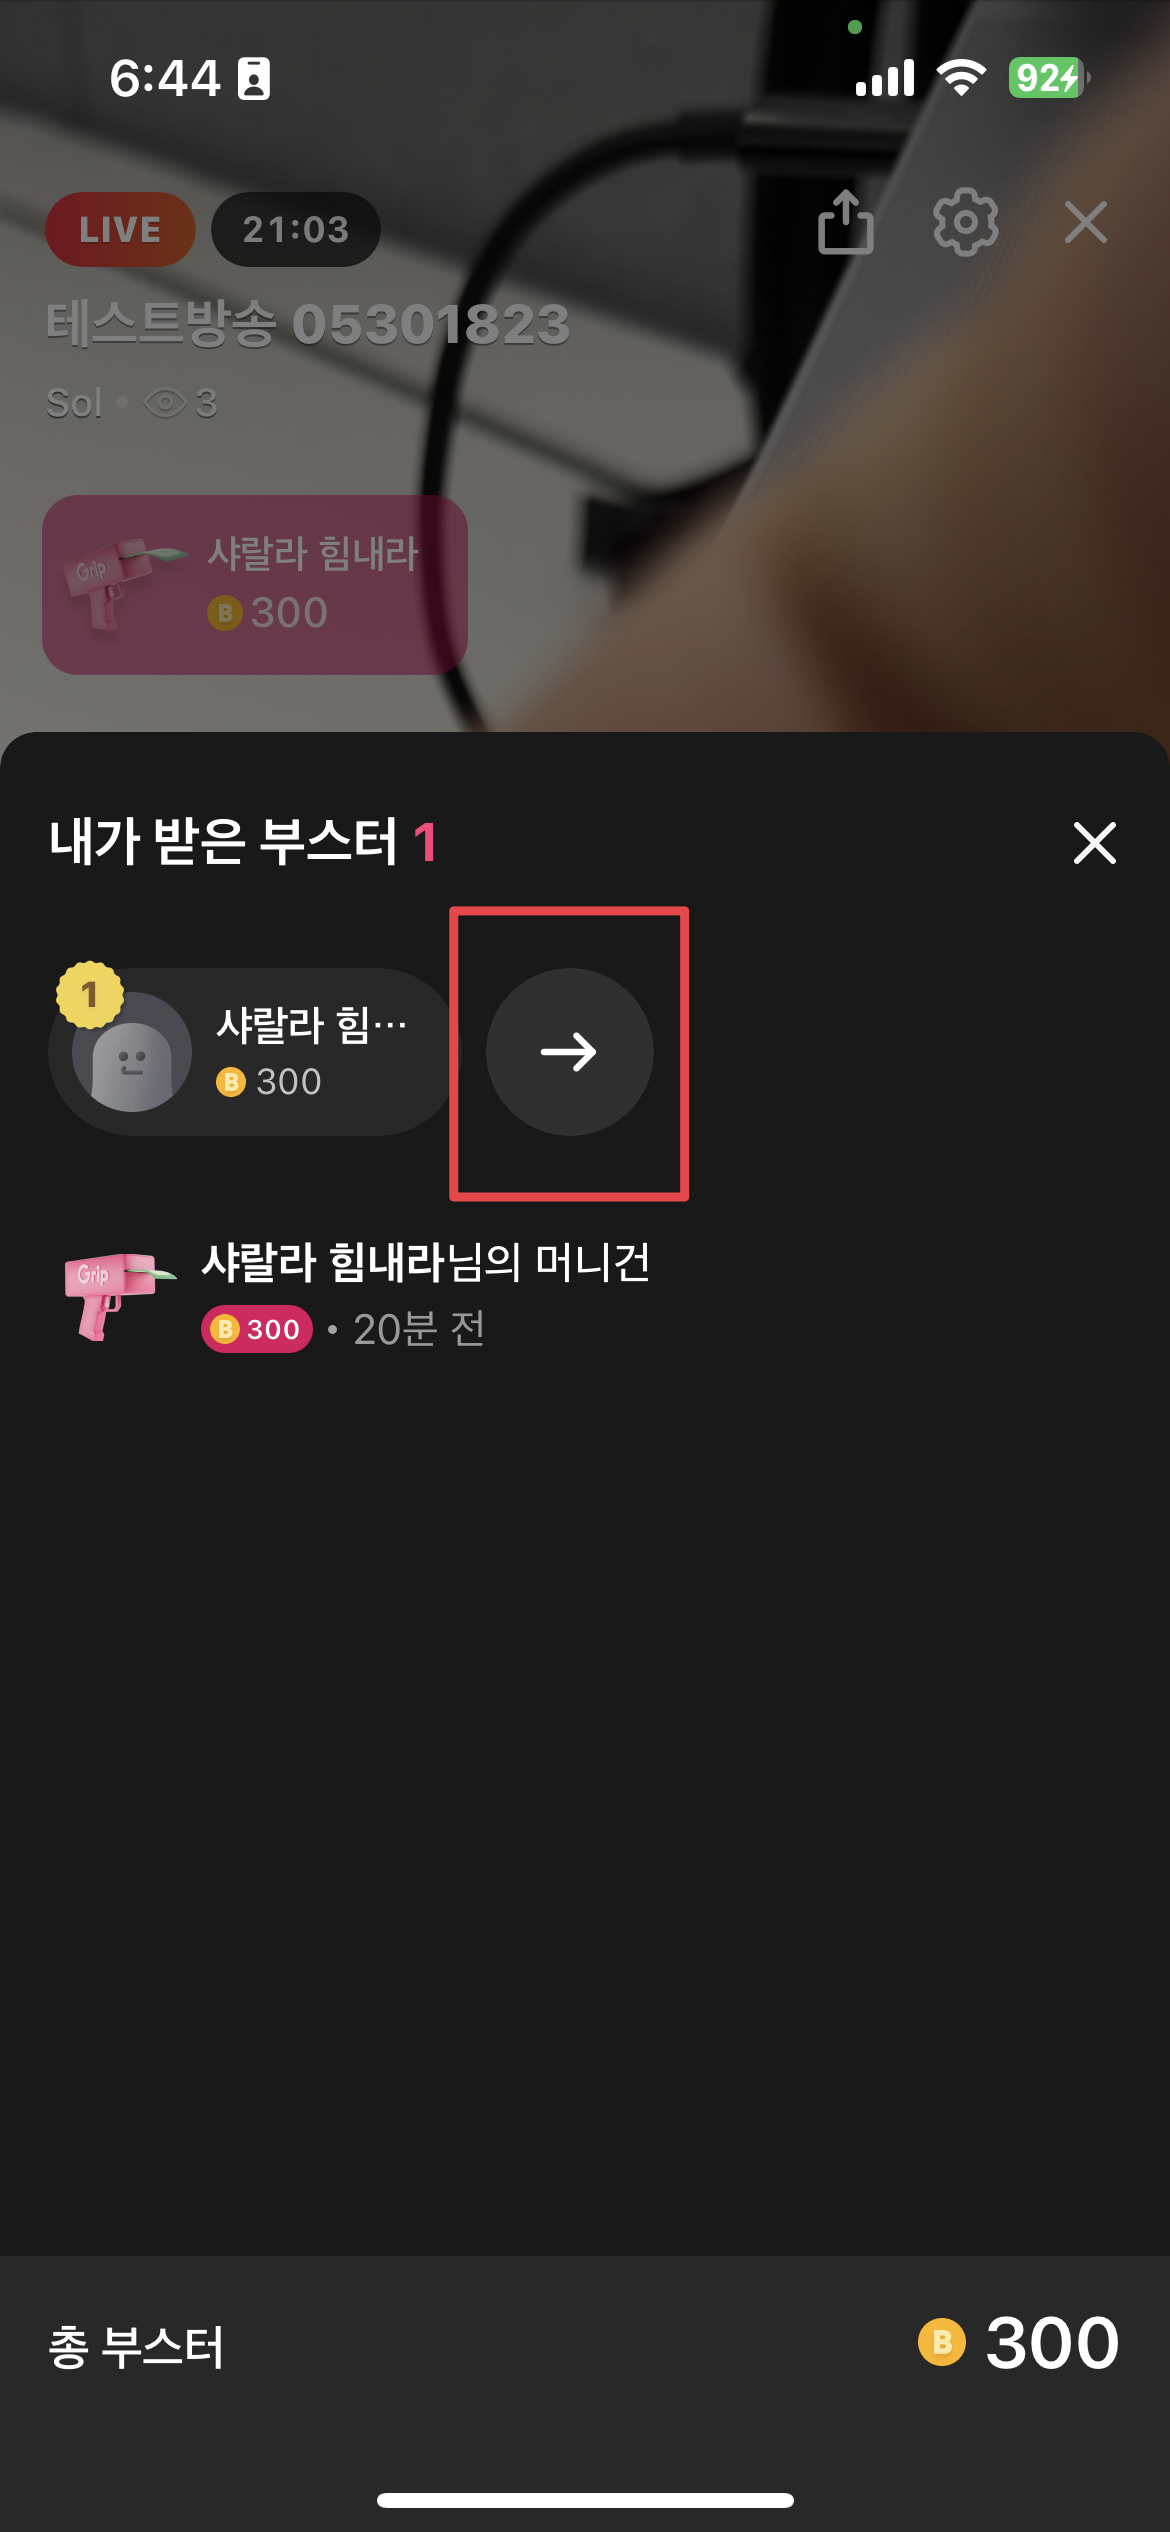 6:44
92
LIVE
21:03
테스트방송 05301823
Sol • 3
Grip
샤랄라 힘내라
B 300
내가 받은 부스터 1
1
샤랄라 힘…
B 300
Grip
샤랄라 힘내라님의 머니건
B 300 • 20분 전
총 부스터
B 300